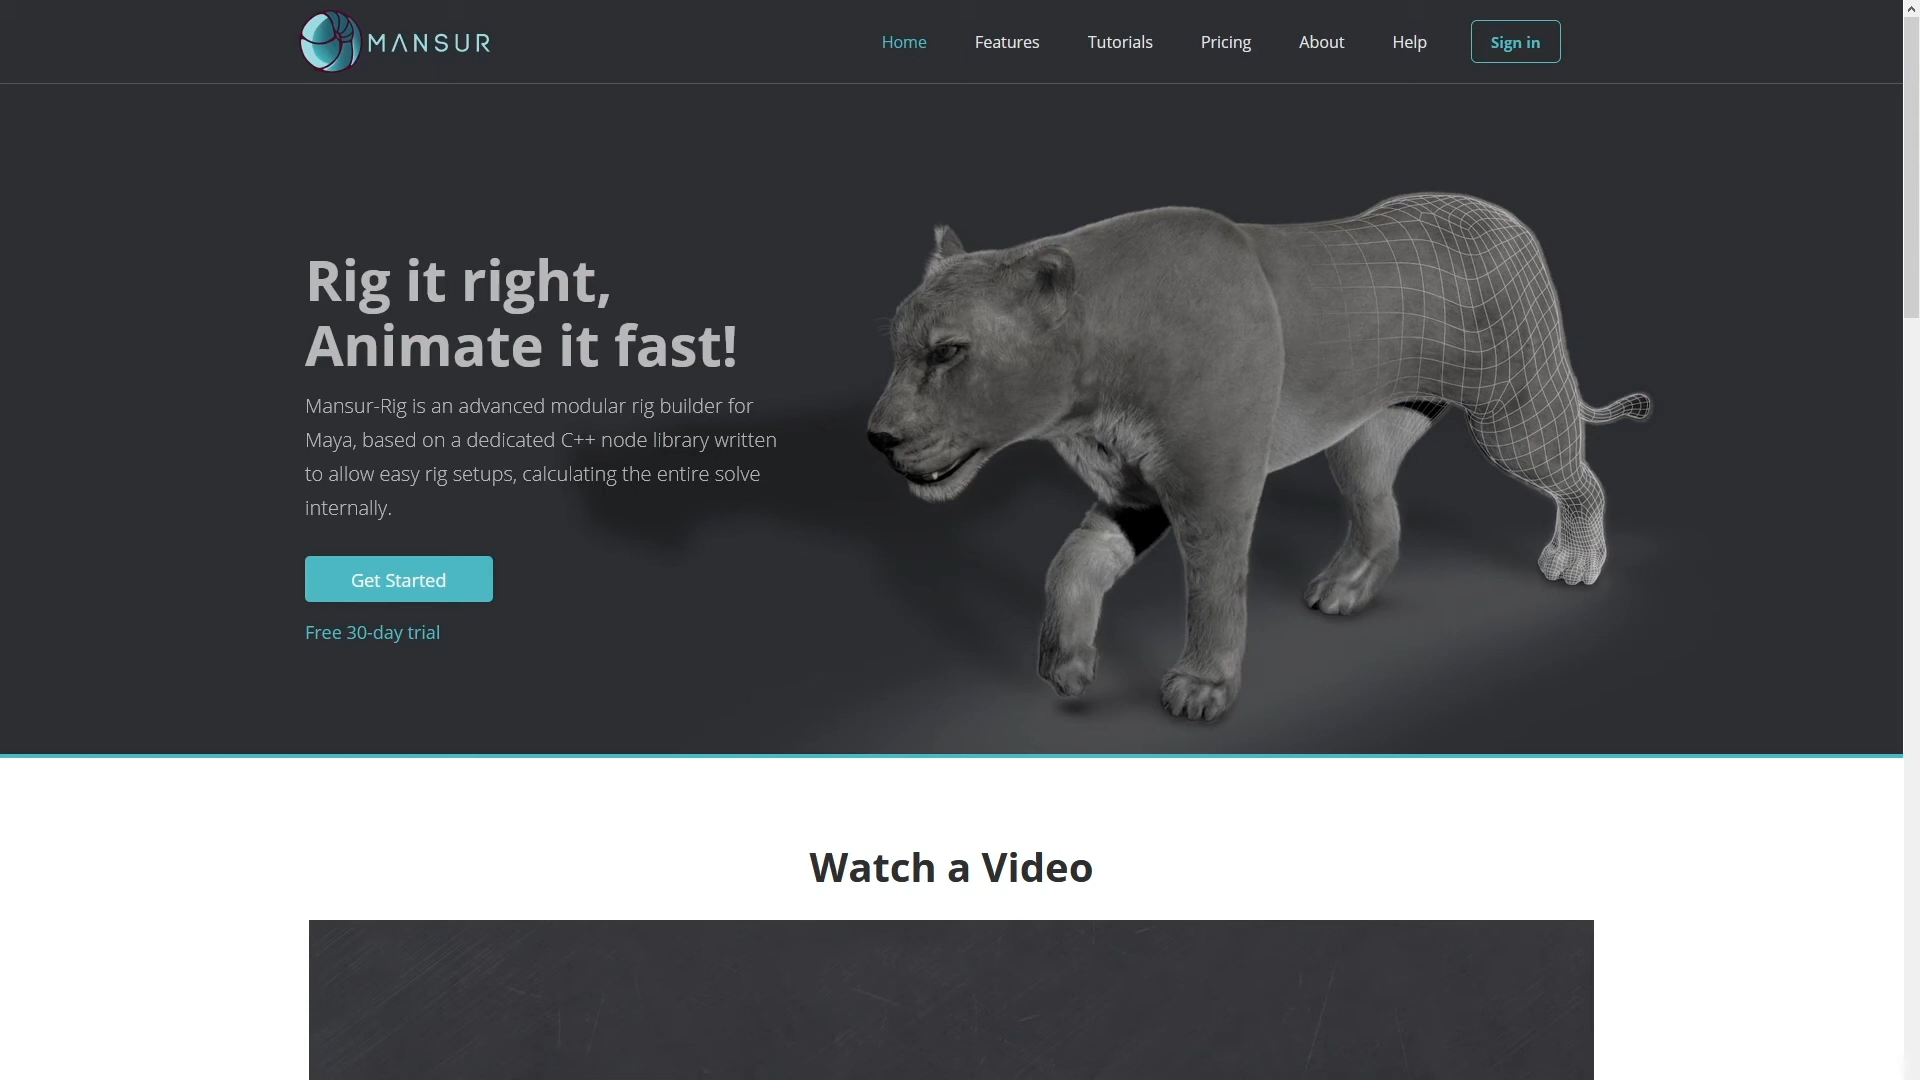 MANSUR
Home
Features
Tutorials
Pricing
About
Help
Sign in
Rig it right,
Animate it fast!
Mansur-Rig is an advanced modular rig builder for
Maya, based on a dedicated C++ node library written
to allow easy rig setups, calculating the entire solve
internally.
Get Started
Free 30-day trial
Watch a Video